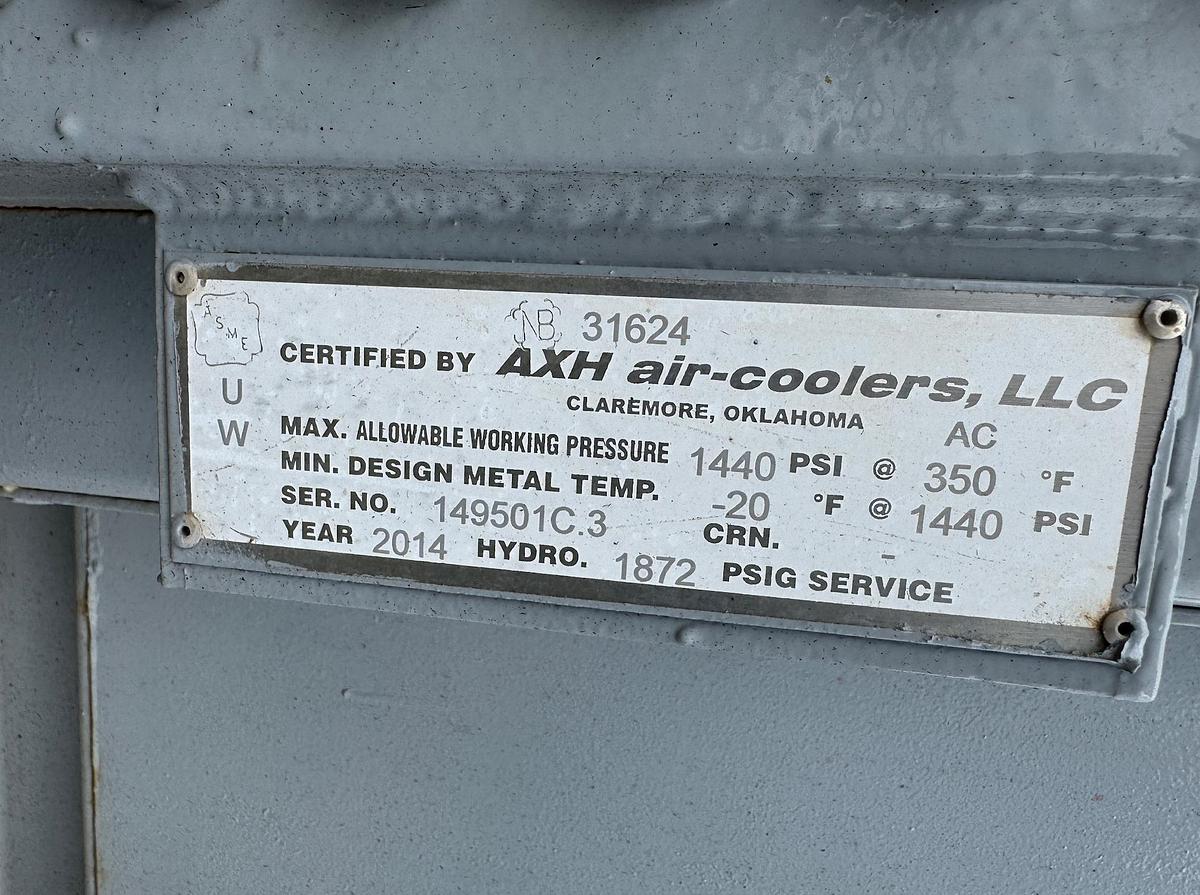 ASME
NB 31624
CERTIFIED BY AXH air-coolers, LLC
CLAREMORE, OKLAHOMA
U
W
AC
MAX. ALLOWABLE WORKING PRESSURE 1440 PSI @ 350 °F
MIN. DESIGN METAL TEMP. -20 °F @ 1440 PSI
SER. NO. 149501C.3 CRN. -
YEAR 2014 HYDRO. 1872 PSIG SERVICE